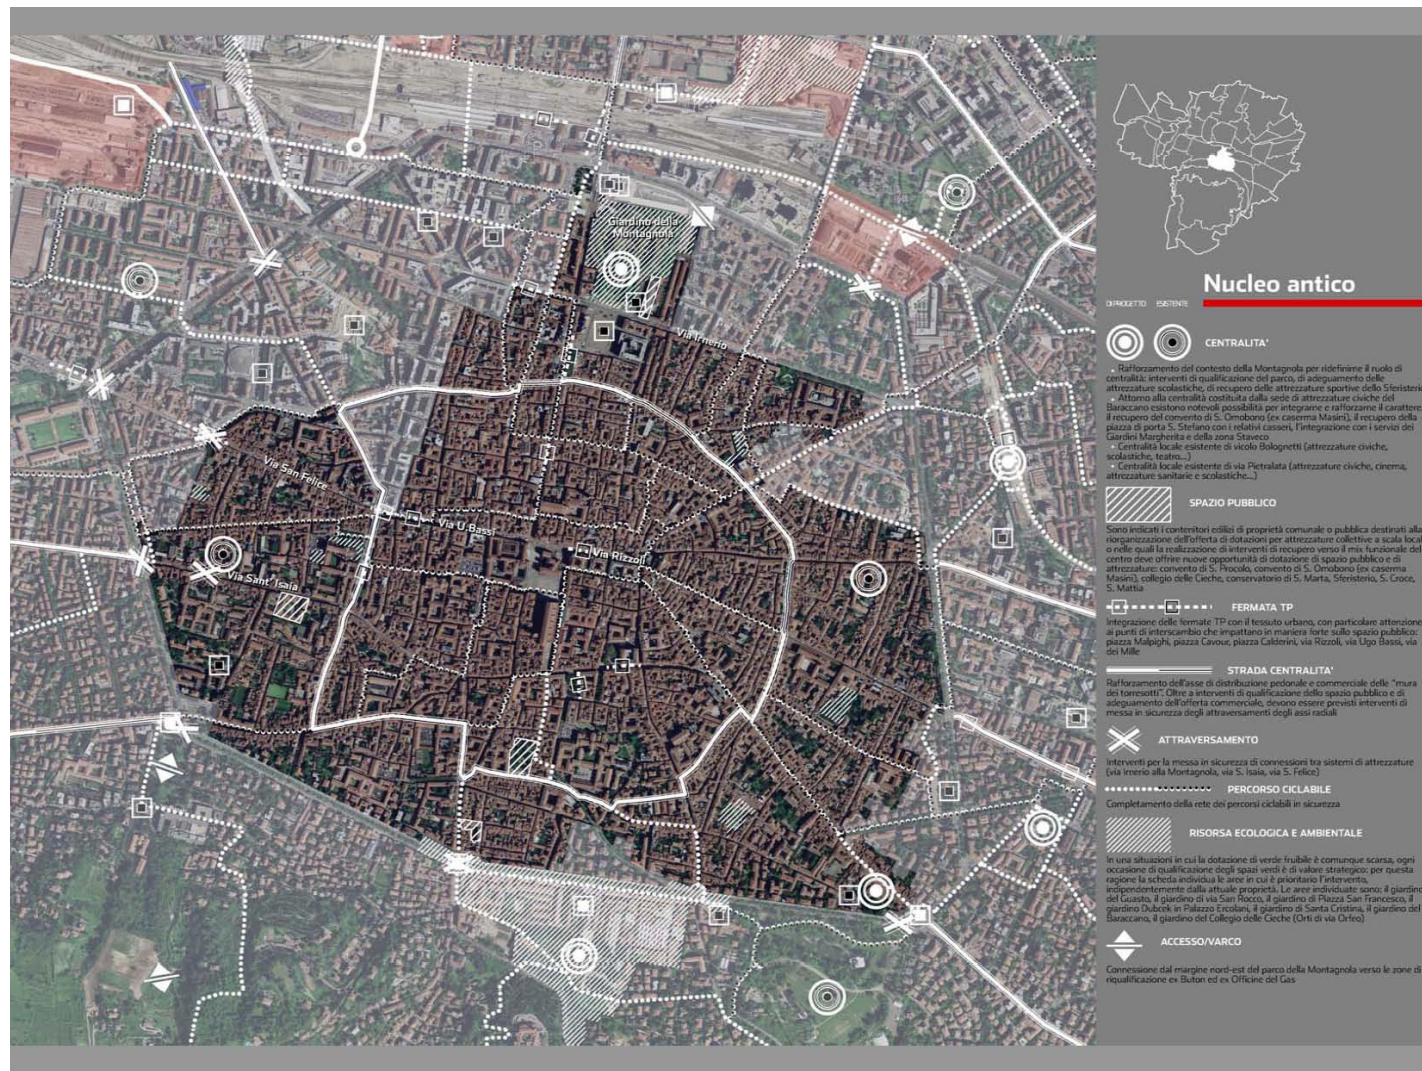 Giardino della
Montagnola
Via Irnerio
Via San Felice
Via U Bassi
Via Rizzoli
Via Sant' Isaia
Nucleo antico
DI PROGETTO ESISTENTE
CENTRALITA'
• Rafforzamento del contesto della Montagnola per ridefinirne il ruolo di
centralità: interventi di qualificazione del parco, di adeguamento delle
attrezzature scolastiche, di recupero delle attrezzature sportive dello Sferisterio
• Attorno alla centralità costituita dalla sede di attrezzature civiche del
Baraccano esistono notevoli possibilità per integrarne e rafforzarne il carattere:
il recupero del convento di S. Omobono (ex caserma Masini), il recupero della
piazza di porta S. Stefano con i relativi casseri, l'integrazione con i servizi dei
Giardini Margherita e della zona Staveco
• Centralità locale esistente di vicolo Bolognetti (attrezzature civiche,
scolastiche, teatro...)
• Centralità locale esistente di via Pietralata (attrezzature civiche, cinema,
attrezzature sanitarie e scolastiche...)
SPAZIO PUBBLICO
Sono indicati i contenitori edilizi di proprietà comunale o pubblica destinati alla
riorganizzazione dell'offerta di dotazioni per attrezzature collettive a scala local
o nelle quali la realizzazione di interventi di recupero verso il mix funzionale del
centro deve offrire nuove opportunità di dotazione di spazio pubblico e di
attrezzature: convento di S. Procolo, convento di S. Omobono (ex caserma
Masini), collegio delle Cieche, conservatorio di S. Marta, Sferisterio, S. Croce,
S. Mattia
FERMATA TP
Integrazione delle fermate TP con il tessuto urbano, con particolare attenzione
ai punti di interscambio che impattano in maniera forte sullo spazio pubblico:
piazza Malpighi, piazza Cavour, piazza Calderini, via Rizzoli, via Ugo Bassi, via
dei Mille
STRADA CENTRALITA'
Rafforzamento dell'asse di distribuzione pedonale e commerciale delle "mura
dei torresotti". Oltre a interventi di qualificazione dello spazio pubblico e di
adeguamento dell'offerta commerciale, devono essere previsti interventi di
messa in sicurezza degli attraversamenti degli assi radiali
ATTRAVERSAMENTO
Interventi per la messa in sicurezza di connessioni tra sistemi di attrezzature
(via Irnerio alla Montagnola, via S. Isaia, via S. Felice)
PERCORSO CICLABILE
Completamento della rete dei percorsi ciclabili in sicurezza
RISORSA ECOLOGICA E AMBIENTALE
In una situazioni in cui la dotazione di verde fruibile è comunque scarsa, ogni
occasione di qualificazione degli spazi verdi è di valore strategico: per questa
ragione la scheda individua le aree in cui è prioritario l'intervento,
indipendentemente dalla attuale proprietà. Le aree individuate sono: il giardino
del Guasto, il giardino di via San Rocco, il giardino di Piazza San Francesco, il
giardino Dubcek in Palazzo Ercolani, il giardino di Santa Cristina, il giardino del
Baraccano, il giardino del Collegio delle Cieche (Orti di via Orfeo)
ACCESSO/VARCO
Connessione dal margine nord-est del parco della Montagnola verso le zone di
riqualificazione ex Buton ed ex Officine del Gas